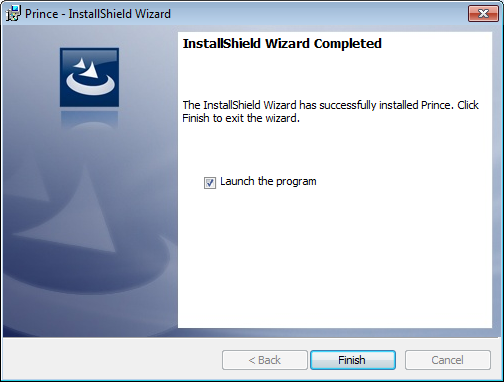 Prince - InstallShield Wizard
InstallShield Wizard Completed
The InstallShield Wizard has successfully installed Prince. Click
Finish to exit the wizard.
Launch the program
< Back
Finish
Cancel